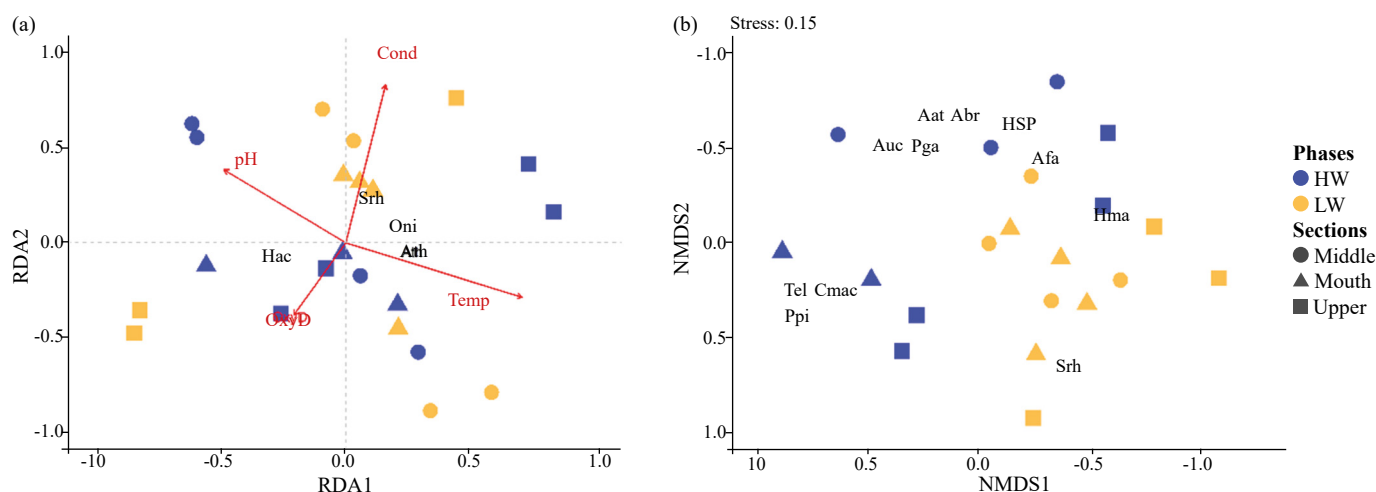 (a)
1.0
0.5
0.0
-0.5
-1.0
RDA2
Cond
pH
Srh
Oni
Hac
Temp
OxyD
-10
-0.5
0.0
0.5
1.0
RDA1
(b) Stress: 0.15
-1.0
-0.5
0.0
0.5
1.0
NMDS2
Aat Abr
HSP
Auc Pga
Afa
Hma
Tel Cmac
Ppi
Srh
10
0.5
0.0
-0.5
-1.0
NMDS1
Phases
HW
LW
Sections
Middle
Mouth
Upper